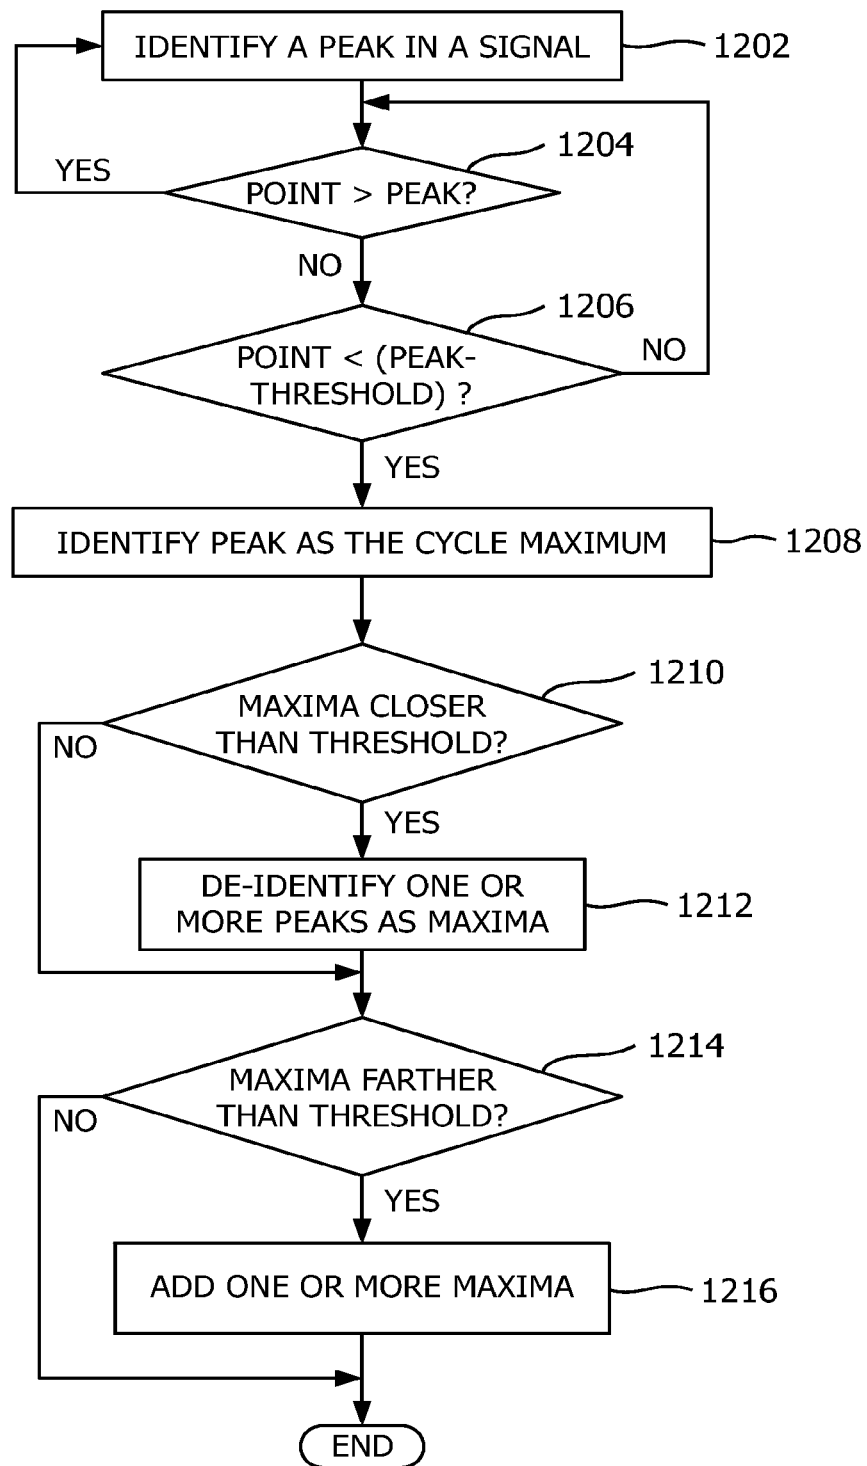 IDENTIFY A PEAK IN A SIGNAL
1202
1204
YES
POINT > PEAK?
NO
1206
POINT < (PEAK-
THRESHOLD) ?
NO
YES
IDENTIFY PEAK AS THE CYCLE MAXIMUM
1208
1210
MAXIMA CLOSER
THAN THRESHOLD?
NO
YES
DE-IDENTIFY ONE OR
MORE PEAKS AS MAXIMA
1212
1214
MAXIMA FARTHER
THAN THRESHOLD?
NO
YES
ADD ONE OR MORE MAXIMA
1216
END